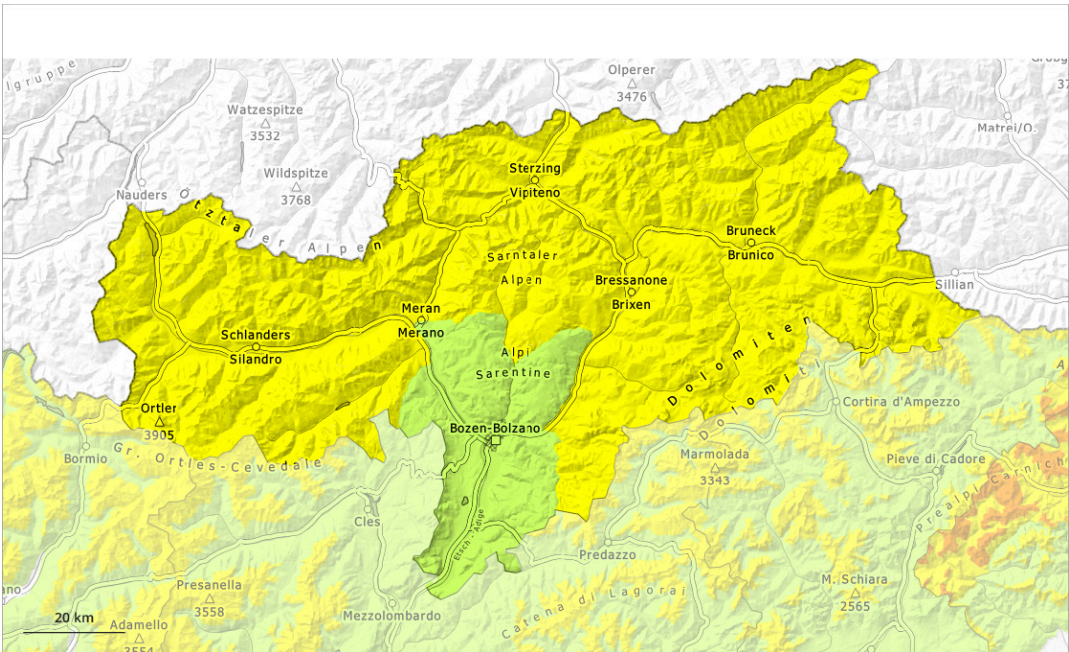 lgruppe
Olperer
3476
Watzespitze
3532
Matrei/O.
Sterzing
Vipiteno
Wildspitze
3768
Nauders
Ötztaler Alpen
Bruneck
Brunico
Sarntaler
Alpen
Bressanone
Brixen
Sillian
Meran
Merano
Schlanders
Silandro
Alpi
Sarentine
Dolomiten
Dolomiti
Ortler
3905
Cortina d'Ampezzo
Bozen-Bolzano
Bormio
Gr. Ortles-Cevedale
Marmolada
3343
Pieve di Cadore
Prealpi Carnich
Cles
Etsch - Adige
Predazzo
Presanella
3558
M. Schiara
2565
Mezzolombardo
Catena di Lagorai
20 km
Adamello
3554